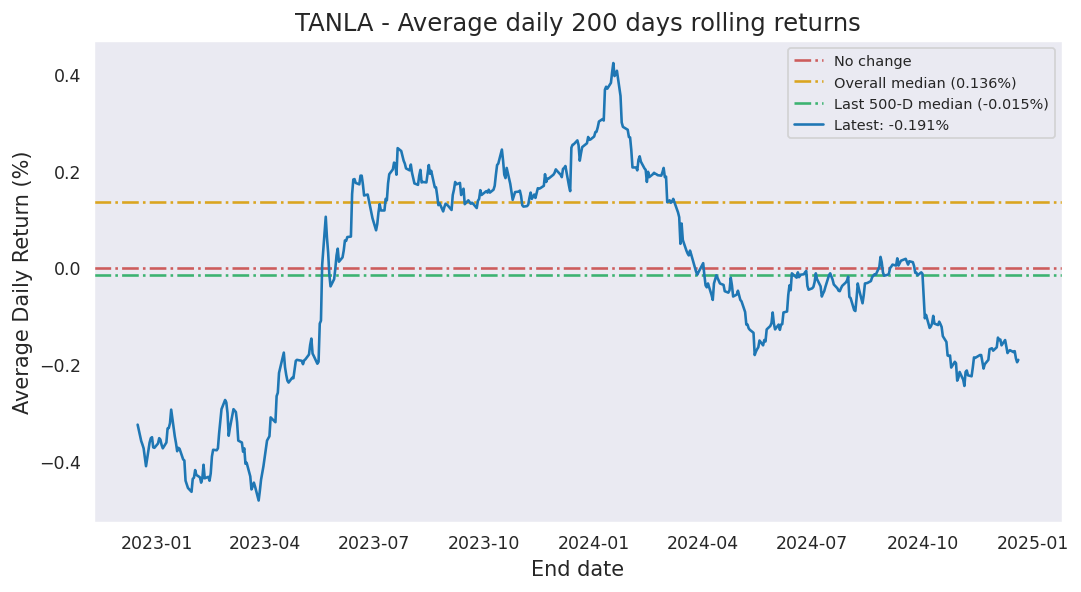 TANLA - Average daily 200 days rolling returns
No change
Overall median (0.136%)
Last 500-D median (-0.015%)
Latest: -0.191%
Average Daily Return (%)
0.4
0.2
0.0
−0.2
−0.4
2023-01 2023-04 2023-07 2023-10 2024-01 2024-04 2024-07 2024-10 2025-01
End date